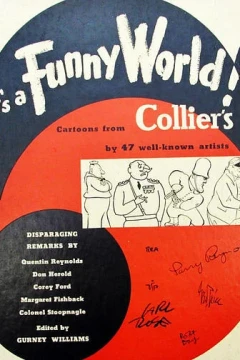 's a Funny World!
Cartoons from Collier's
by 47 well-known artists
DISPARAGING
REMARKS BY
Quentin Reynolds
Don Herold
Corey Ford
Margaret Fishback
Colonel Stoopnagle
Edited by
GURNEY WILLIAMS